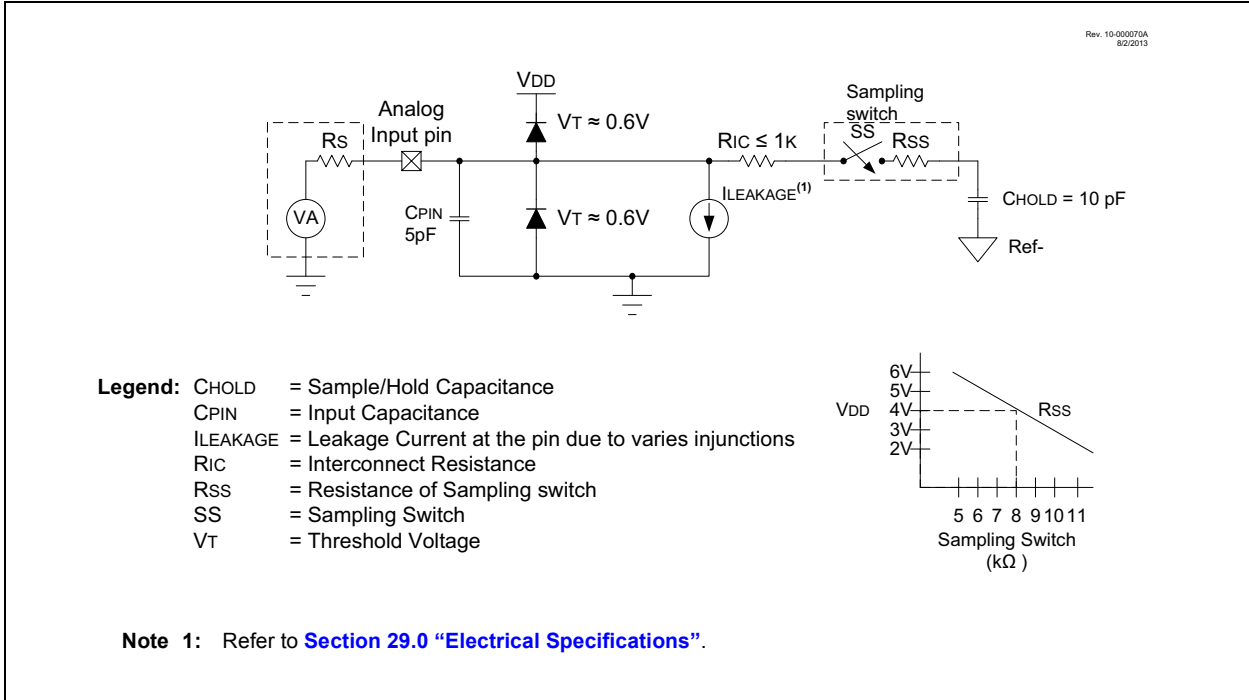 Rev. 10-000070A
8/2/2013
VDD
Analog
Input pin
RS
VT ≈ 0.6V
Sampling
switch
SS
RSS
RIC ≤ 1K
VA
CPIN
5pF
VT ≈ 0.6V
ILEAKAGE(1)
CHOLD = 10 pF
Ref-
Legend: CHOLD = Sample/Hold Capacitance
CPIN = Input Capacitance
ILEAKAGE = Leakage Current at the pin due to varies injunctions
RIC = Interconnect Resistance
RSS = Resistance of Sampling switch
SS = Sampling Switch
VT = Threshold Voltage
6V
5V
VDD 4V RSS
3V
2V
5 6 7 8 9 10 11
Sampling Switch
(kΩ )
Note 1: Refer to Section 29.0 “Electrical Specifications”.